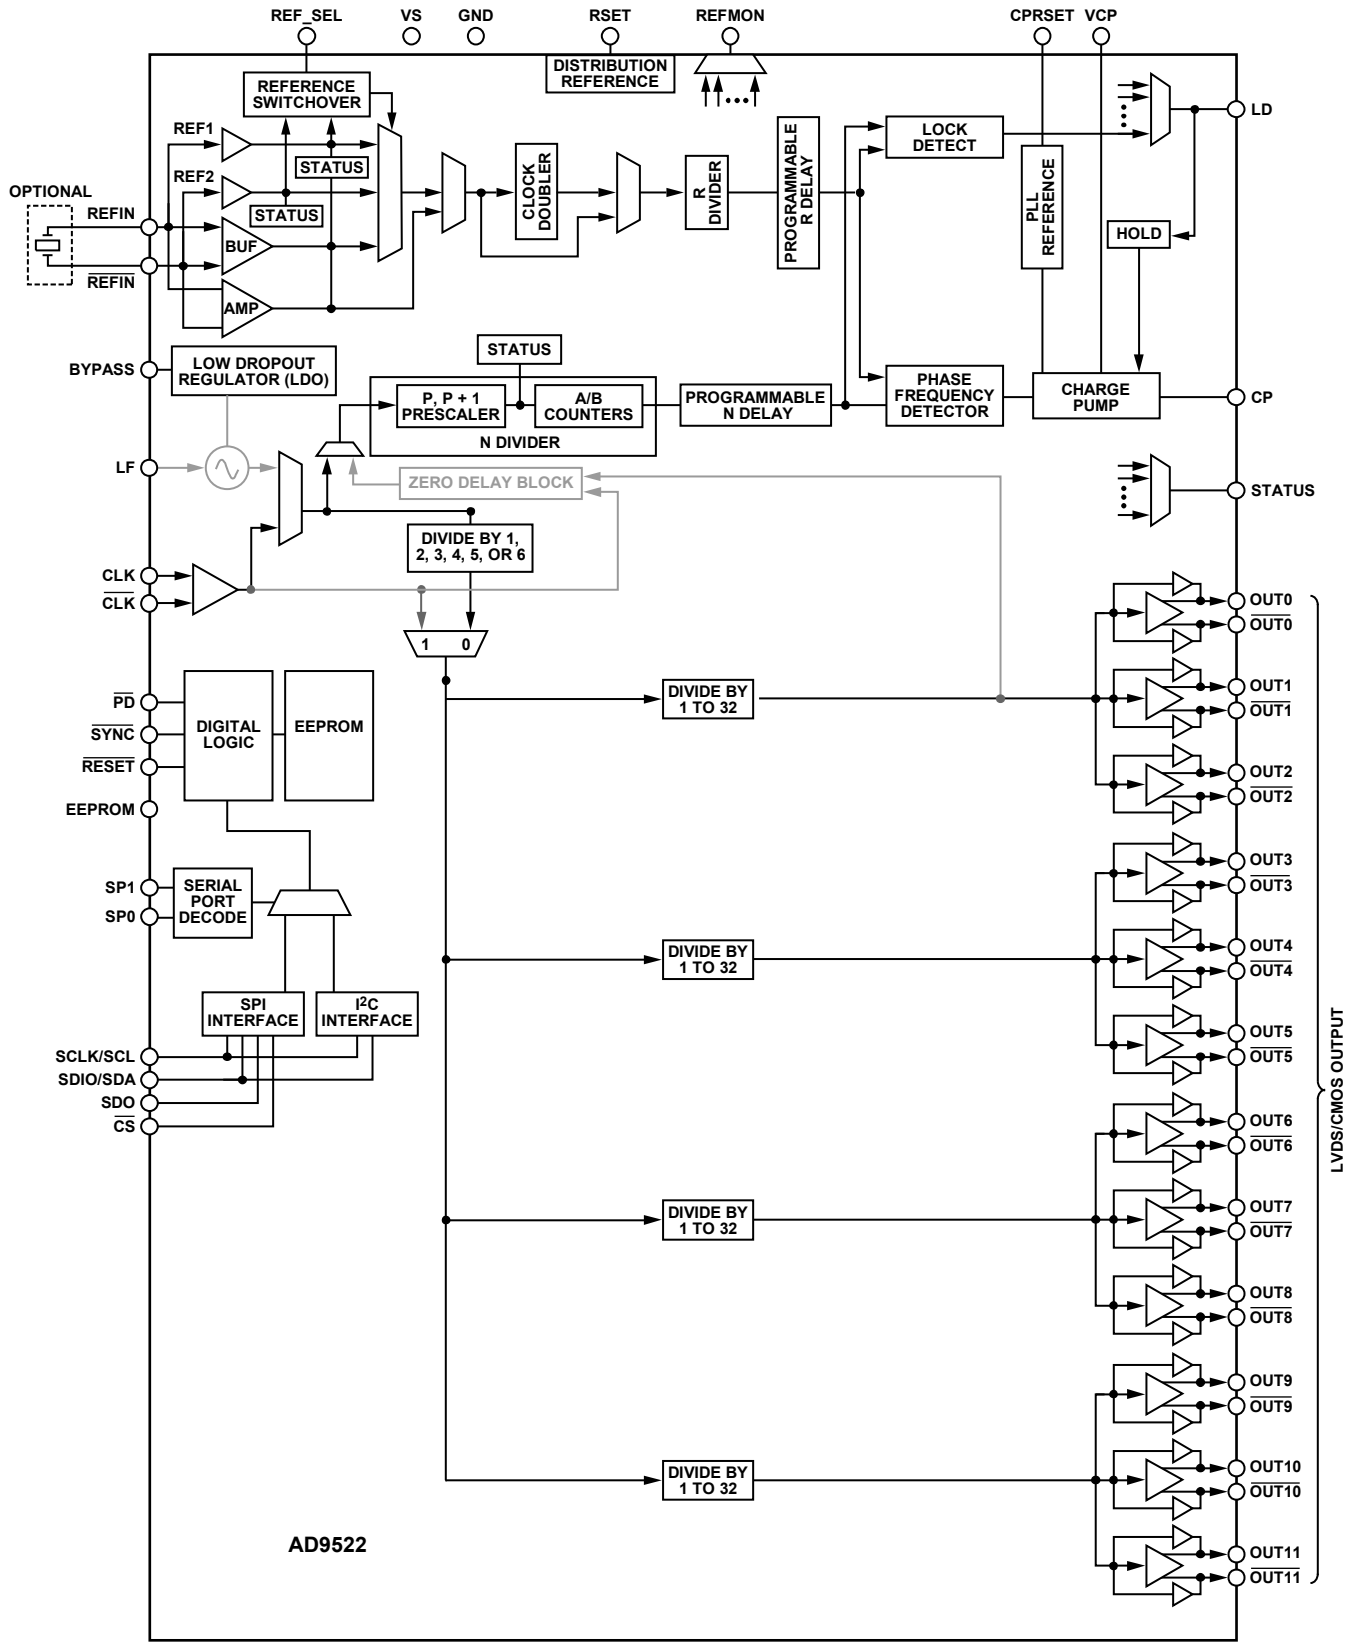 REF_SEL
VS
GND
RSET
REFMON
CPRSET
VCP
DISTRIBUTION
REFERENCE
REFERENCE
SWITCHOVER
LD
REF1
STATUS
REF2
STATUS
CLOCK
DOUBLER
R
DIVIDER
PROGRAMMABLE
R DELAY
LOCK
DETECT
PLL
REFERENCE
HOLD
OPTIONAL
REFIN
REFIN
BUF
AMP
STATUS
BYPASS
LOW DROPOUT
REGULATOR (LDO)
P, P + 1
PRESCALER
A/B
COUNTERS
N DIVIDER
PROGRAMMABLE
N DELAY
PHASE
FREQUENCY
DETECTOR
CHARGE
PUMP
CP
LF
ZERO DELAY BLOCK
STATUS
DIVIDE BY 1,
2, 3, 4, 5, OR 6
CLK
CLK
1 0
OUT0
OUT0
PD
SYNC
RESET
EEPROM
DIGITAL
LOGIC
EEPROM
DIVIDE BY
1 TO 32
OUT1
OUT1
OUT2
OUT2
SP1
SP0
SERIAL
PORT
DECODE
OUT3
OUT3
DIVIDE BY
1 TO 32
OUT4
OUT4
SPI
INTERFACE
I2C
INTERFACE
OUT5
OUT5
SCLK/SCL
SDIO/SDA
SDO
CS
LVDS/CMOS OUTPUT
OUT6
OUT6
DIVIDE BY
1 TO 32
OUT7
OUT7
OUT8
OUT8
OUT9
OUT9
DIVIDE BY
1 TO 32
OUT10
OUT10
AD9522
OUT11
OUT11